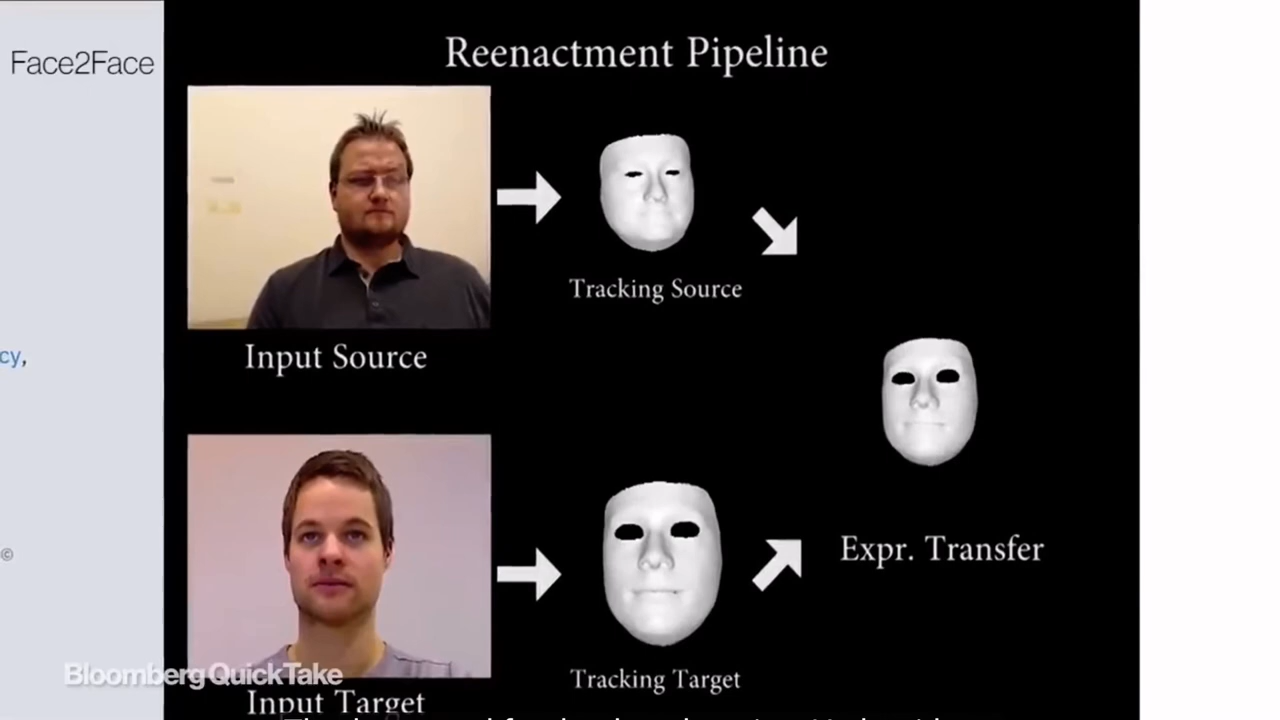 Face2Face
Reenactment Pipeline
Tracking Source
Input Source
cy,
Expr. Transfer
©
Tracking Target
Input Target
Bloomberg QuickTake